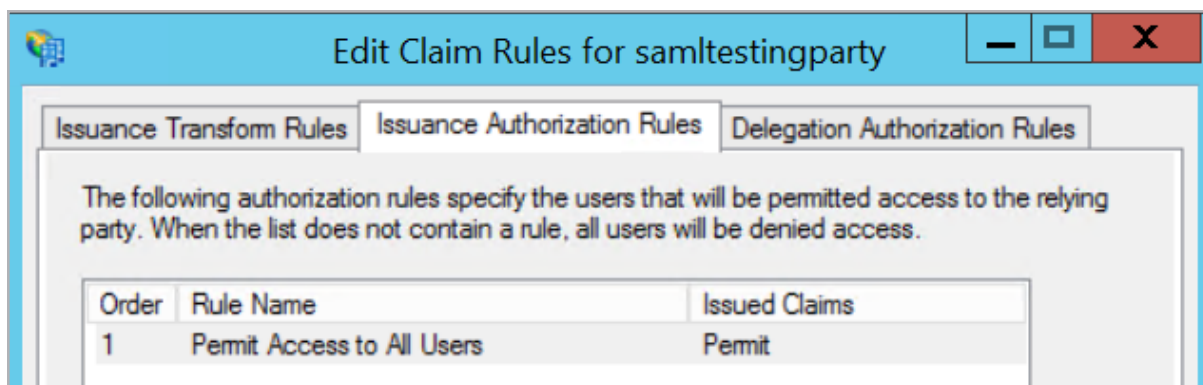 Edit Claim Rules for samltestingparty
Issuance Transform Rules Issuance Authorization Rules Delegation Authorization Rules
The following authorization rules specify the users that will be permitted access to the relying
party. When the list does not contain a rule, all users will be denied access.
Order Rule Name Issued Claims
1 Permit Access to All Users Permit